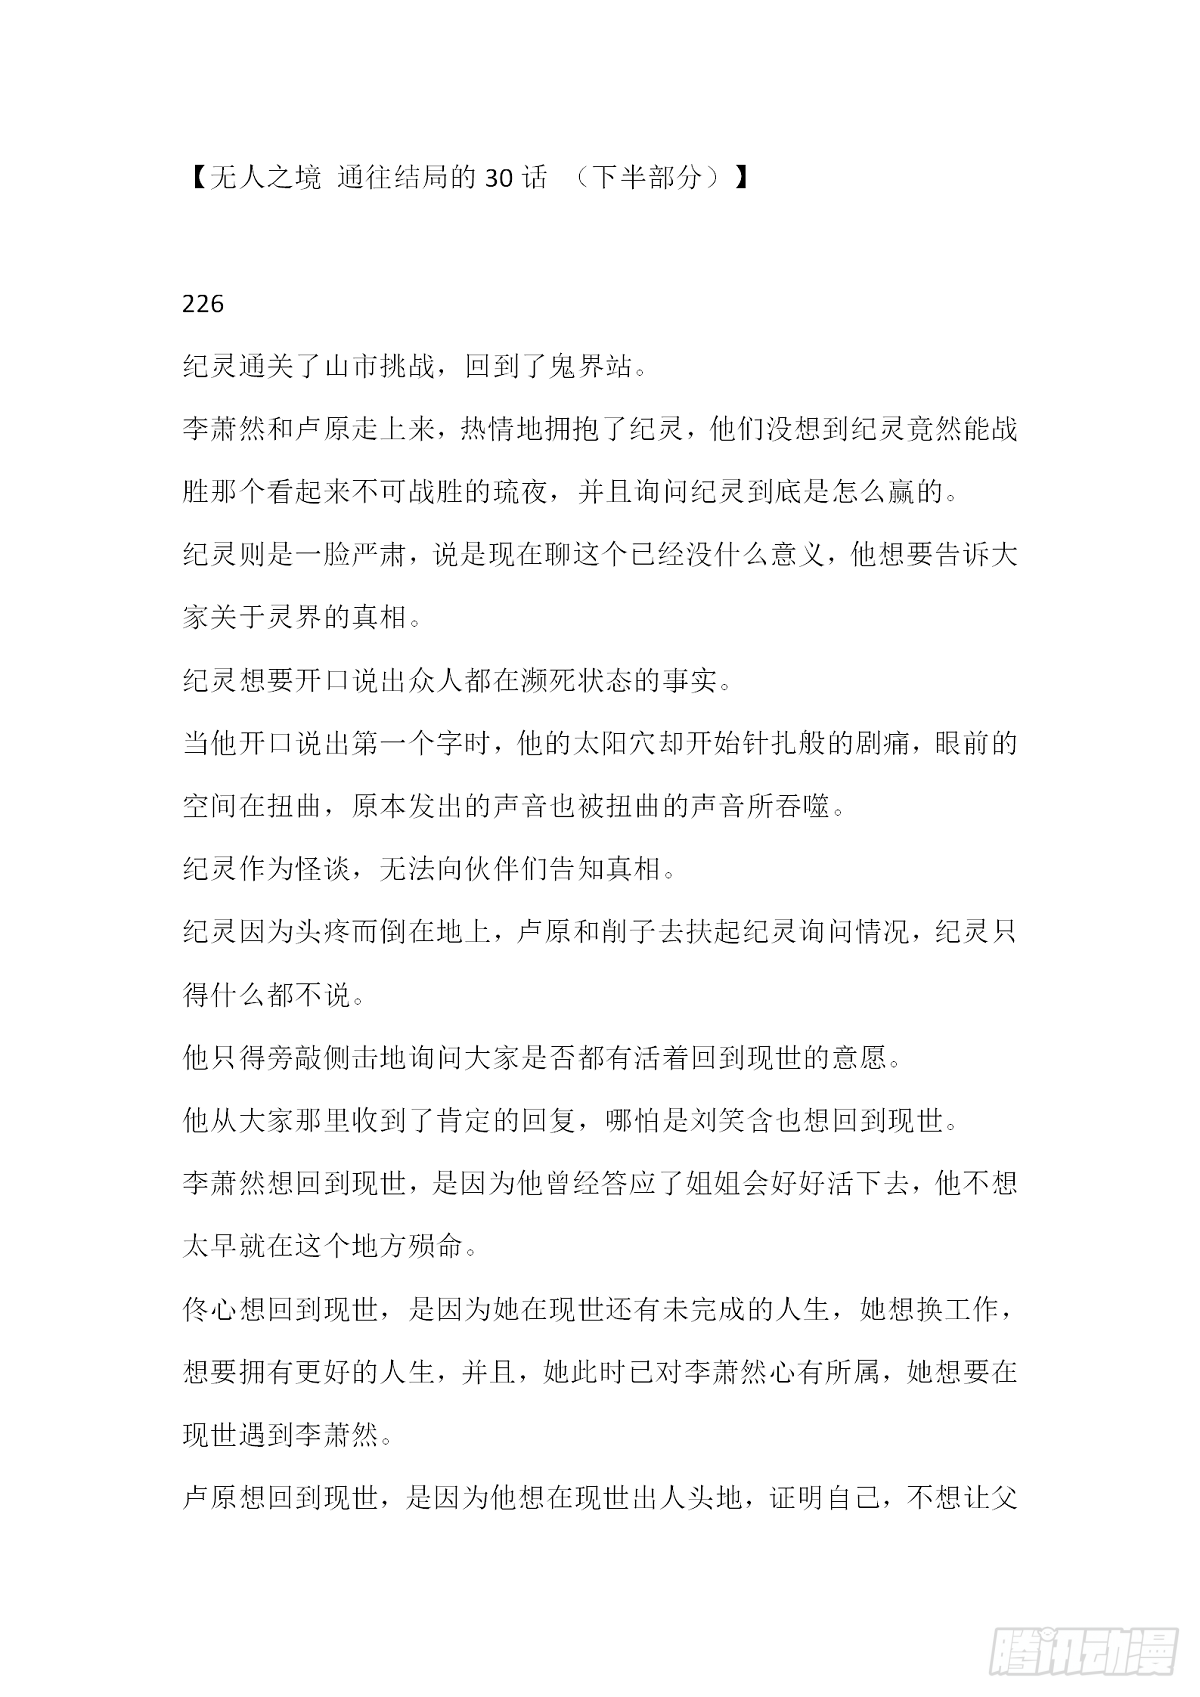 【无人之境 通往结局的 30 话 （下半部分）】
226
纪灵通关了山市挑战，回到了鬼界站。
李萧然和卢原走上来，热情地拥抱了纪灵，他们没想到纪灵竟然能战
胜那个看起来不可战胜的琉夜，并且询问纪灵到底是怎么赢的。
纪灵则是一脸严肃，说是现在聊这个已经没什么意义，他想要告诉大
家关于灵界的真相。
纪灵想要开口说出众人都在濒死状态的事实。
当他开口说出第一个字时，他的太阳穴却开始针扎般的剧痛，眼前的
空间在扭曲，原本发出的声音也被扭曲的声音所吞噬。
纪灵作为怪谈，无法向伙伴们告知真相。
纪灵因为头疼而倒在地上，卢原和削子去扶起纪灵询问情况，纪灵只
得什么都不说。
他只得旁敲侧击地询问大家是否都有活着回到现世的意愿。
他从大家那里收到了肯定的回复，哪怕是刘笑含也想回到现世。
李萧然想回到现世，是因为他曾经答应了姐姐会好好活下去，他不想
太早就在这个地方殒命。
佟心想回到现世，是因为她在现世还有未完成的人生，她想换工作，
想要拥有更好的人生，并且，她此时已对李萧然心有所属，她想要在
现世遇到李萧然。
卢原想回到现世，是因为他想在现世出人头地，证明自己，不想让父
腾讯动漫